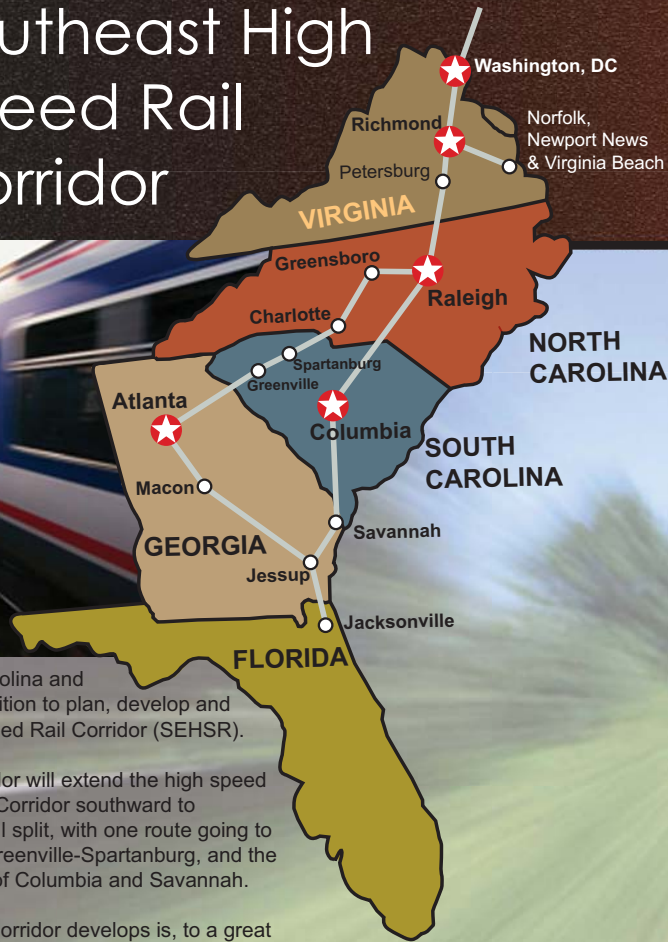 utheast High
eed Rail
orridor
Washington, DC
Richmond
Norfolk,
Newport News
& Virginia Beach
Petersburg
VIRGINIA
Greensboro
Raleigh
Charlotte
NORTH
CAROLINA
Spartanburg
Greenville
Atlanta
Columbia
SOUTH
CAROLINA
Macon
Savannah
GEORGIA
Jessup
Jacksonville
FLORIDA
olina and
ition to plan, develop and
ed Rail Corridor (SEHSR).
or will extend the high speed
Corridor southward to
l split, with one route going to
reenville-Spartanburg, and the
of Columbia and Savannah.
orridor develops is, to a great